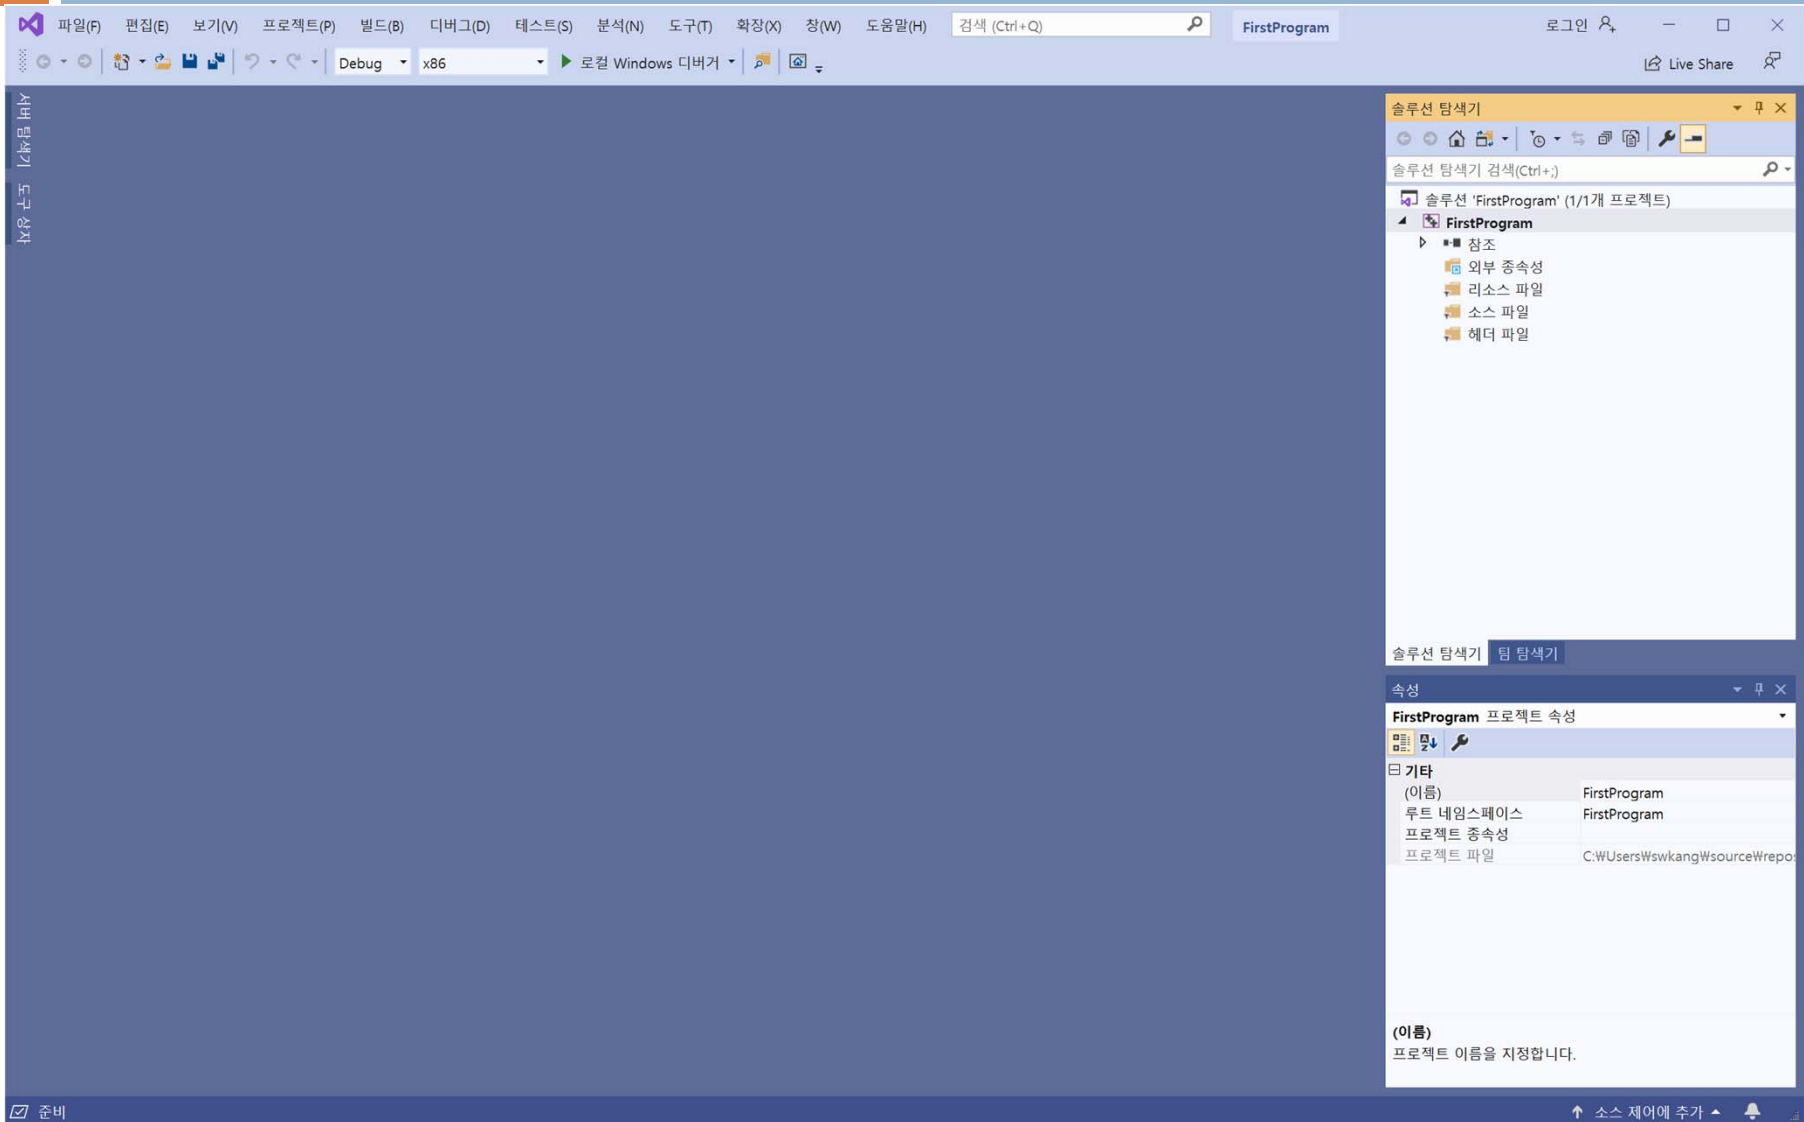 파일(F) 편집(E) 보기(V) 프로젝트(P) 빌드(B) 디버그(D) 테스트(S) 분석(N) 도구(T) 확장(X) 창(W) 도움말(H) 검색 (Ctrl+Q) FirstProgram 로그인
Debug x86 로컬 Windows 디버거 Live Share
서버 탐색기
도구 상자
솔루션 탐색기
솔루션 탐색기 검색(Ctrl+;)
솔루션 'FirstProgram' (1/1개 프로젝트)
FirstProgram
참조
외부 종속성
리소스 파일
소스 파일
헤더 파일
솔루션 탐색기 팀 탐색기
속성
FirstProgram 프로젝트 속성
기타
(이름) FirstProgram
루트 네임스페이스 FirstProgram
프로젝트 종속성
프로젝트 파일 C:₩Users₩swkang₩source₩repos
(이름)
프로젝트 이름을 지정합니다.
준비 소스 제어에 추가